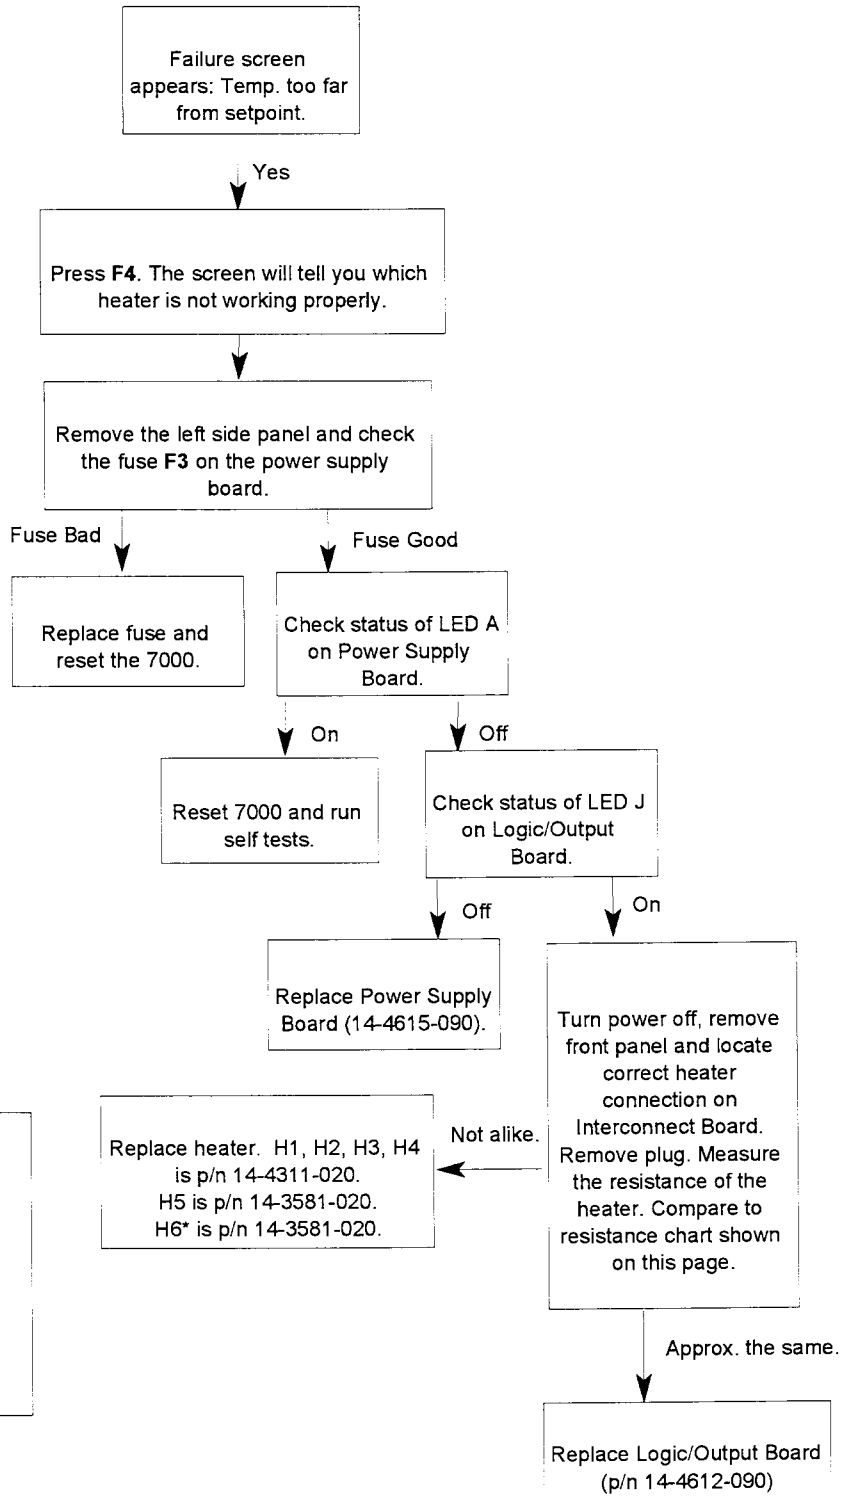 Failure screen
appears: Temp. too far
from setpoint.
Yes
Press F4. The screen will tell you which
heater is not working properly.
Remove the left side panel and check
the fuse F3 on the power supply
board.
Fuse Bad
Fuse Good
Replace fuse and
reset the 7000.
Check status of LED A
on Power Supply
Board.
On
Off
Reset 7000 and run
self tests.
Check status of LED J
on Logic/Output
Board.
Off
On
Replace Power Supply
Board (14-4615-090).
Turn power off, remove
front panel and locate
correct heater
connection on
Interconnect Board.
Remove plug. Measure
the resistance of the
heater. Compare to
resistance chart shown
on this page.
Not alike.
Replace heater. H1, H2, H3, H4
is p/n 14-4311-020.
H5 is p/n 14-3581-020.
H6* is p/n 14-3581-020.
Approx. the same.
Replace Logic/Output Board
(p/n 14-4612-090)